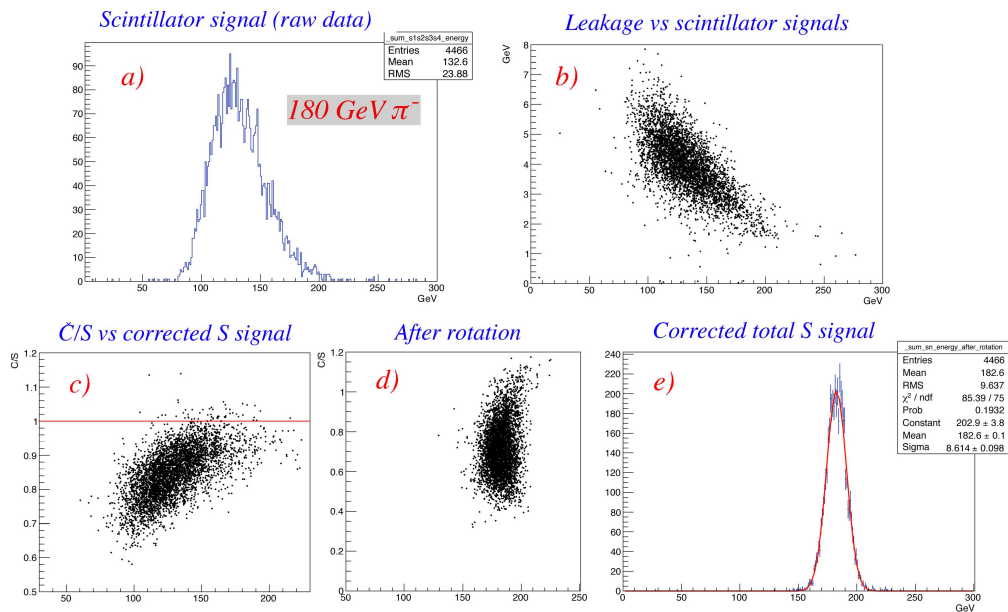 Scintillator signal (raw data)
a)
180 GeV π⁻
_sum_s1s2s3s4_energy
Entries 4466
Mean 132.6
RMS 23.88
90
80
70
60
50
40
30
20
10
0
50 100 150 200 250 300
GeV
Leakage vs scintillator signals
b)
GeV
8
7
6
5
4
3
2
1
0
0 50 100 150 200 250 300
GeV
Č/S vs corrected S signal
c)
C/S
1.2
1.1
1
0.9
0.8
0.7
0.6
0.5
50 100 150 200
After rotation
d)
C/S
1.2
1
0.8
0.6
0.4
0.2
0
50 100 150 200 250
Corrected total S signal
e)
_sum_sn_energy_after_rotation
Entries 4466
Mean 182.6
RMS 9.637
χ² / ndf 85.39 / 75
Prob 0.1932
Constant 202.9 ± 3.8
Mean 182.6 ± 0.1
Sigma 8.614 ± 0.098
240
220
200
180
160
140
120
100
80
60
40
20
0
0 50 100 150 200 250 300
GeV